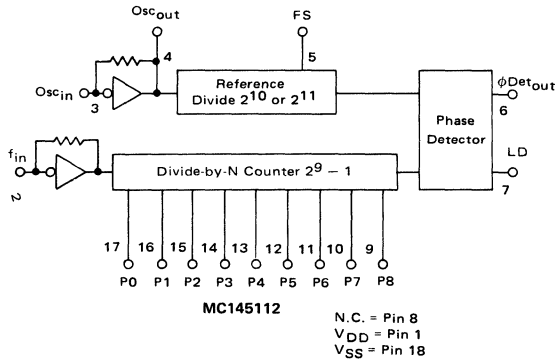 Osc_out
FS
4
5
Osc_in
3
Reference
Divide 2^10 or 2^11
Phase
Detector
ϕDet_out
6
f_in
2
Divide-by-N Counter 2^9 – 1
LD
7
17 16 15 14 13 12 11 10 9
P0 P1 P2 P3 P4 P5 P6 P7 P8
MC145112
N.C. = Pin 8
V_DD = Pin 1
V_SS = Pin 18